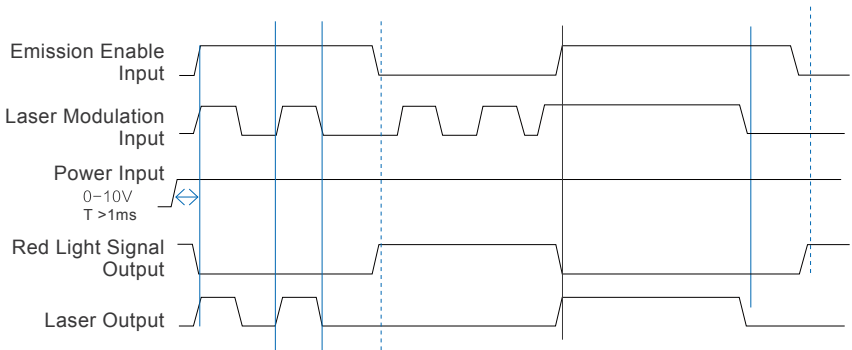 Emission Enable
Input
Laser Modulation
Input
Power Input
0-10V
T >1ms
Red Light Signal
Output
Laser Output